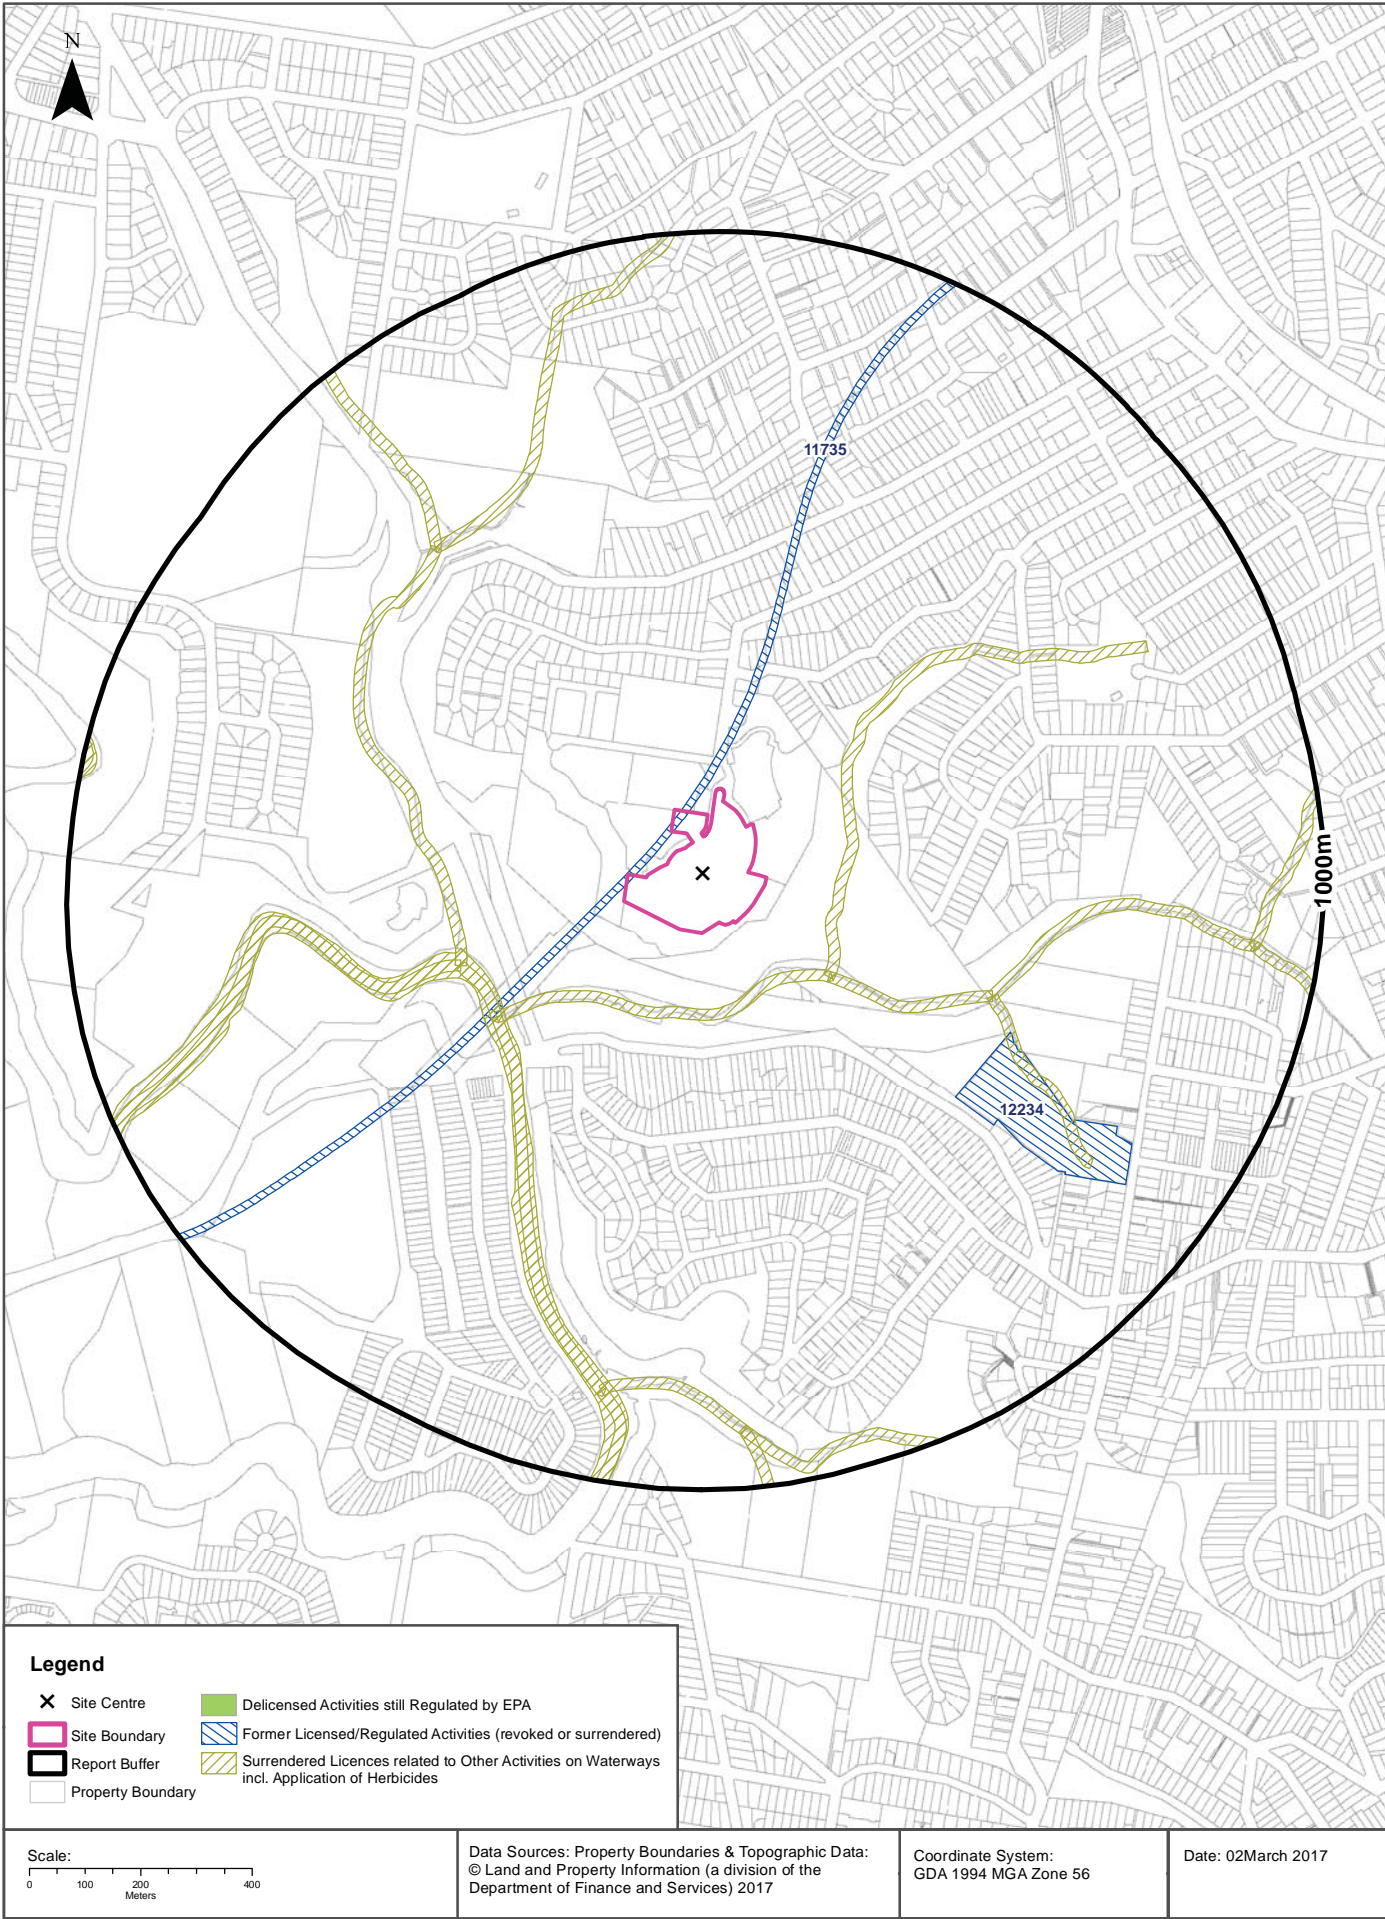 N
11735
1000m
12234
Legend
Site Centre
Site Boundary
Report Buffer
Property Boundary
Delicensed Activities still Regulated by EPA
Former Licensed/Regulated Activities (revoked or surrendered)
Surrendered Licences related to Other Activities on Waterways
incl. Application of Herbicides
Scale:
0 100 200 400
Meters
Data Sources: Property Boundaries & Topographic Data:
© Land and Property Information (a division of the
Department of Finance and Services) 2017
Coordinate System:
GDA 1994 MGA Zone 56
Date: 02March 2017